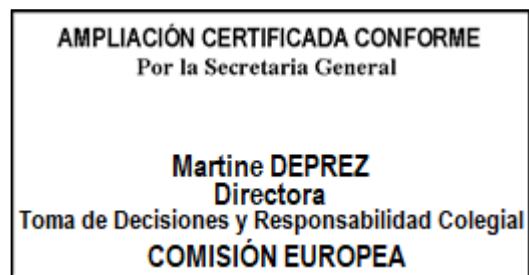 AMPLIACIÓN CERTIFICADA CONFORME
Por la Secretaria General
Martine DEPREZ
Directora
Toma de Decisiones y Responsabilidad Colegial
COMISIÓN EUROPEA